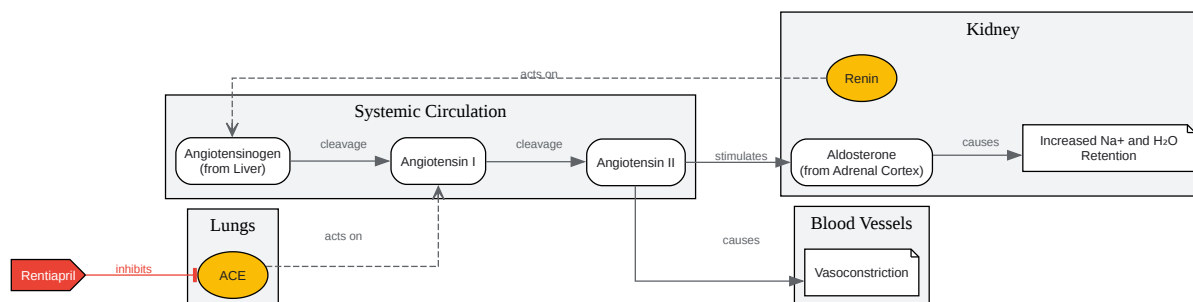 Kidney
acts on
Renin
Systemic Circulation
Angiotensinogen
(from Liver)
cleavage
Angiotensin I
cleavage
Angiotensin II
stimulates
Aldosterone
(from Adrenal Cortex)
causes
Increased Na+ and H₂O
Retention
Lungs
acts on
Blood Vessels
causes
Rentiapril
inhibits
ACE
Vasoconstriction